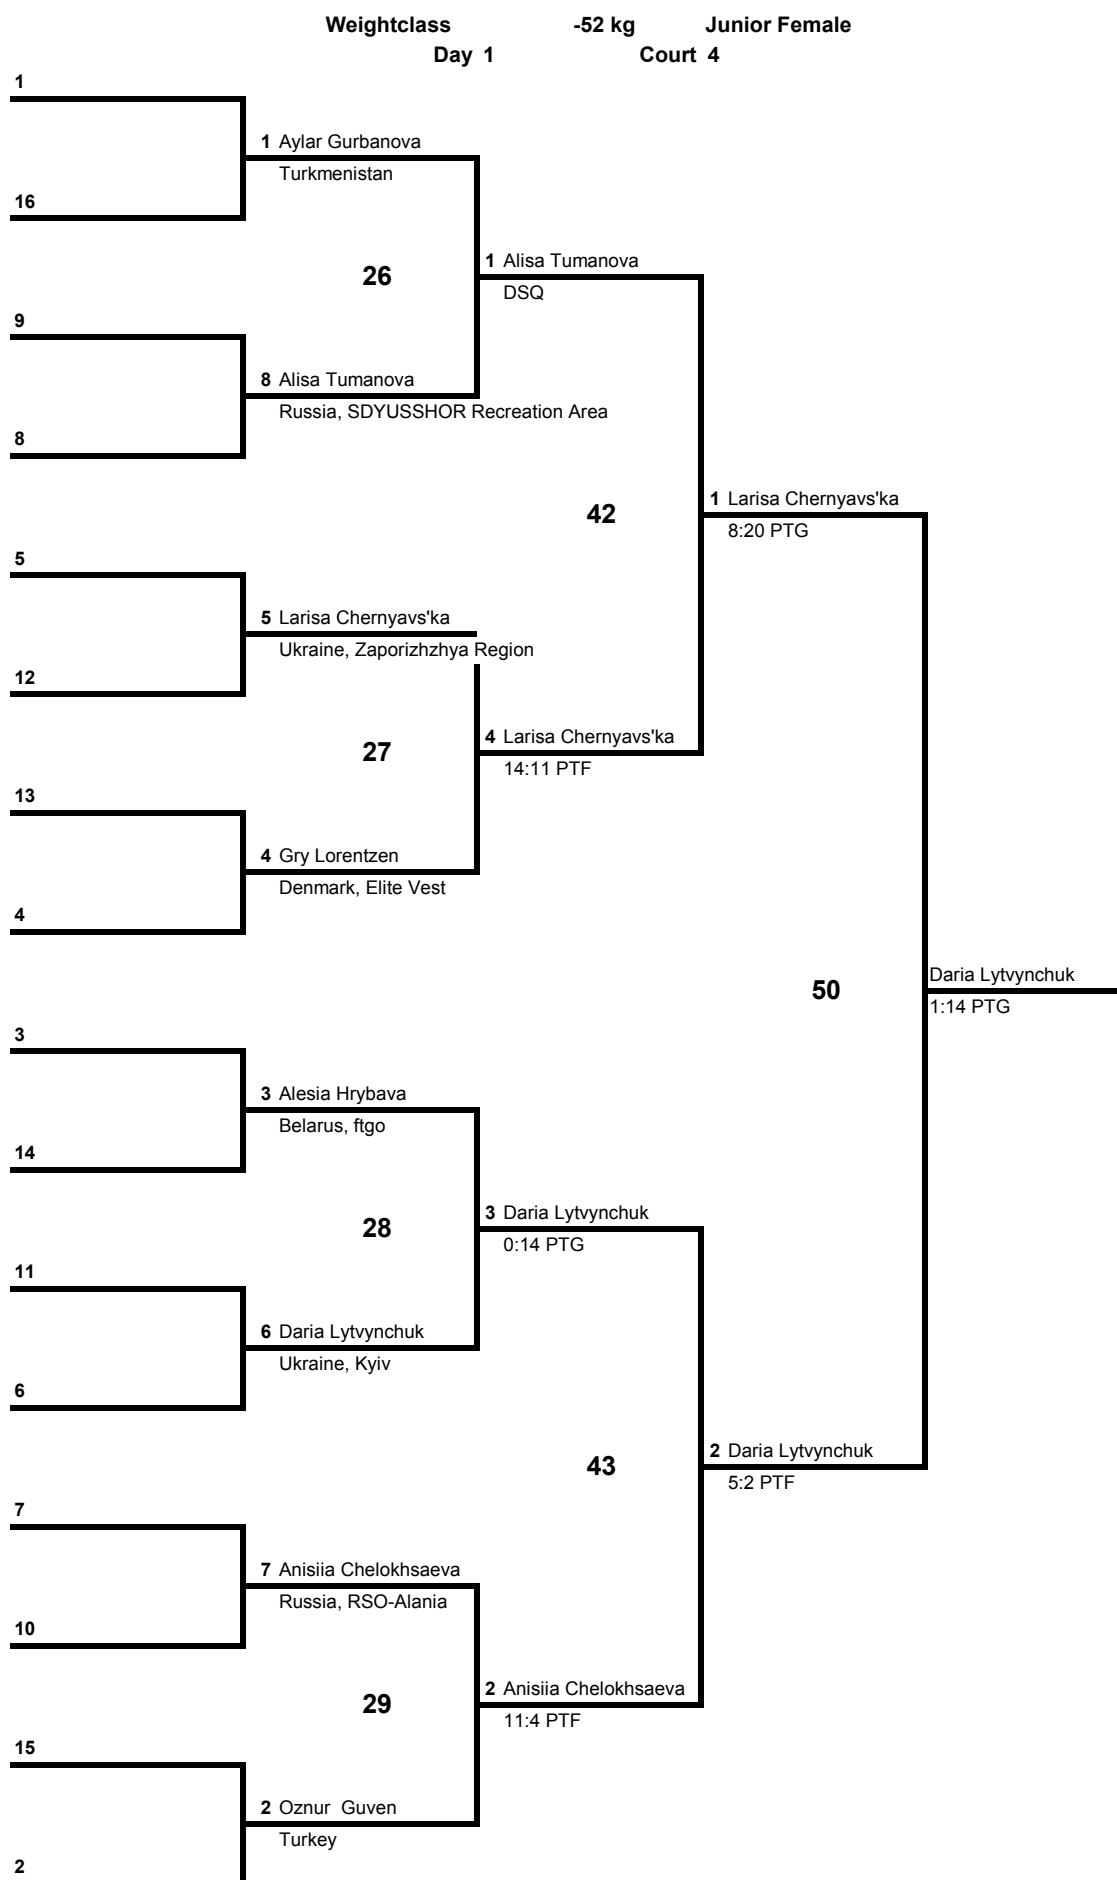 Weightclass -52 kg Junior Female
Day 1 Court 4
1
1 Aylar Gurbanova
Turkmenistan
16
26
1 Alisa Tumanova
DSQ
9
8 Alisa Tumanova
Russia, SDYUSSHOR Recreation Area
8
42
1 Larisa Chernyavs'ka
8:20 PTG
5
5 Larisa Chernyavs'ka
Ukraine, Zaporizhzhya Region
12
27
4 Larisa Chernyavs'ka
14:11 PTF
13
4 Gry Lorentzen
Denmark, Elite Vest
4
50
Daria Lytvynchuk
1:14 PTG
3
3 Alesia Hrybava
Belarus, ftgo
14
28
3 Daria Lytvynchuk
0:14 PTG
11
6 Daria Lytvynchuk
Ukraine, Kyiv
6
43
2 Daria Lytvynchuk
5:2 PTF
7
7 Anisiia Chelokhsaeva
Russia, RSO-Alania
10
29
2 Anisiia Chelokhsaeva
11:4 PTF
15
2 Oznur Guven
Turkey
2